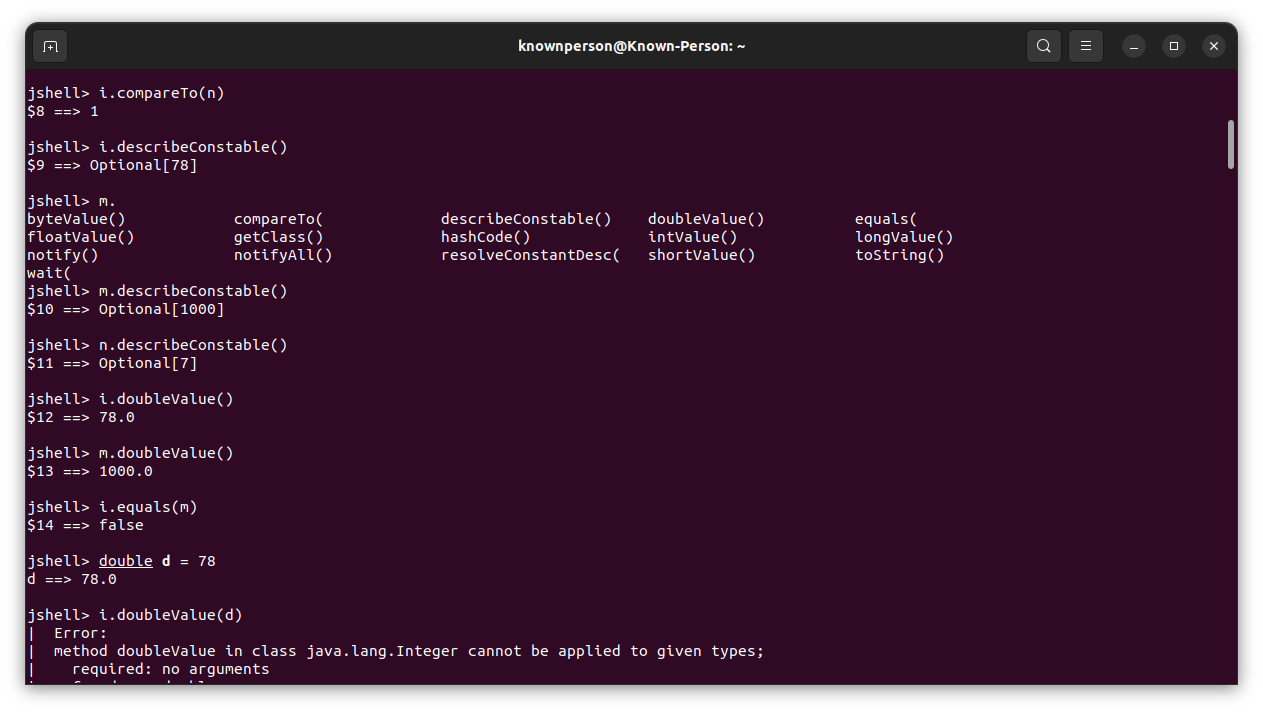 knownperson@Known-Person: ~
jshell> i.compareTo(n)
$8 ==> 1
jshell> i.describeConstable()
$9 ==> Optional[78]
jshell> m.
byteValue() compareTo( describeConstable() doubleValue() equals(
floatValue() getClass() hashCode() intValue() longValue()
notify() notifyAll() resolveConstantDesc( shortValue() toString()
wait(
jshell> m.describeConstable()
$10 ==> Optional[1000]
jshell> n.describeConstable()
$11 ==> Optional[7]
jshell> i.doubleValue()
$12 ==> 78.0
jshell> m.doubleValue()
$13 ==> 1000.0
jshell> i.equals(m)
$14 ==> false
jshell> double d = 78
d ==> 78.0
jshell> i.doubleValue(d)
|  Error:
|  method doubleValue in class java.lang.Integer cannot be applied to given types;
|    required: no arguments